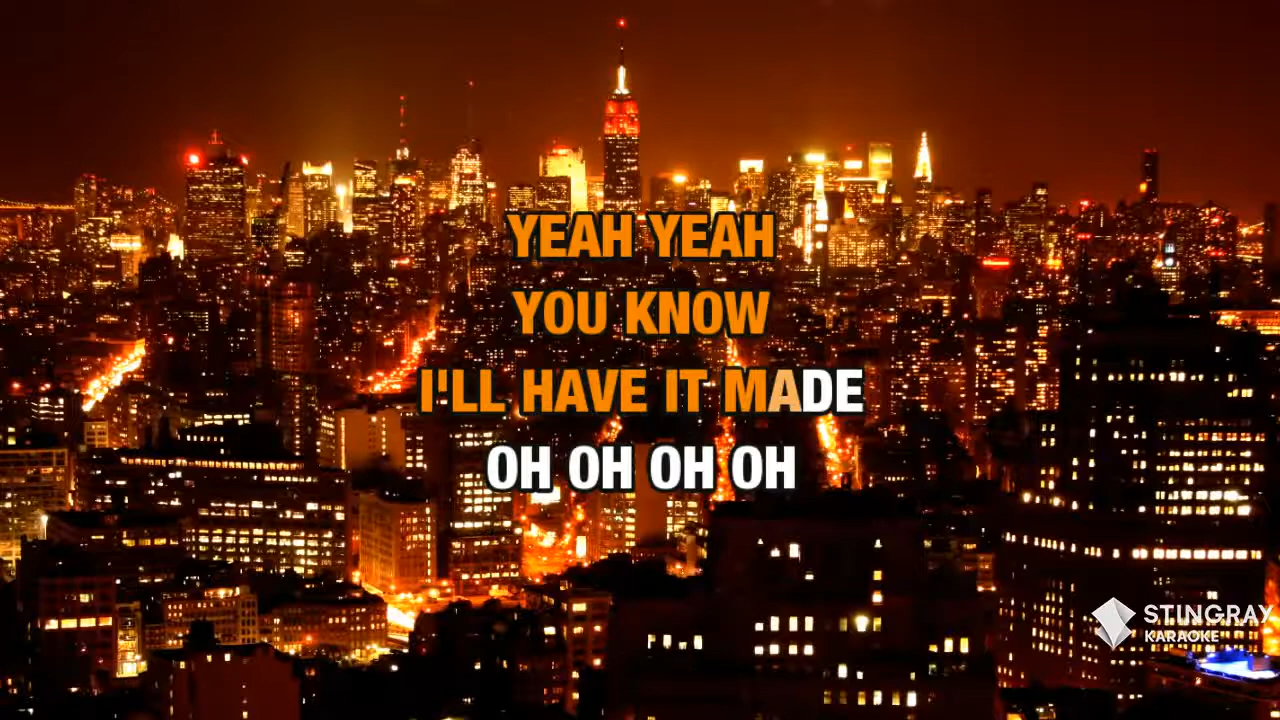 YEAH YEAH
YOU KNOW
I'LL HAVE IT MADE
OH OH OH OH
STINGRAY
KARAOKE